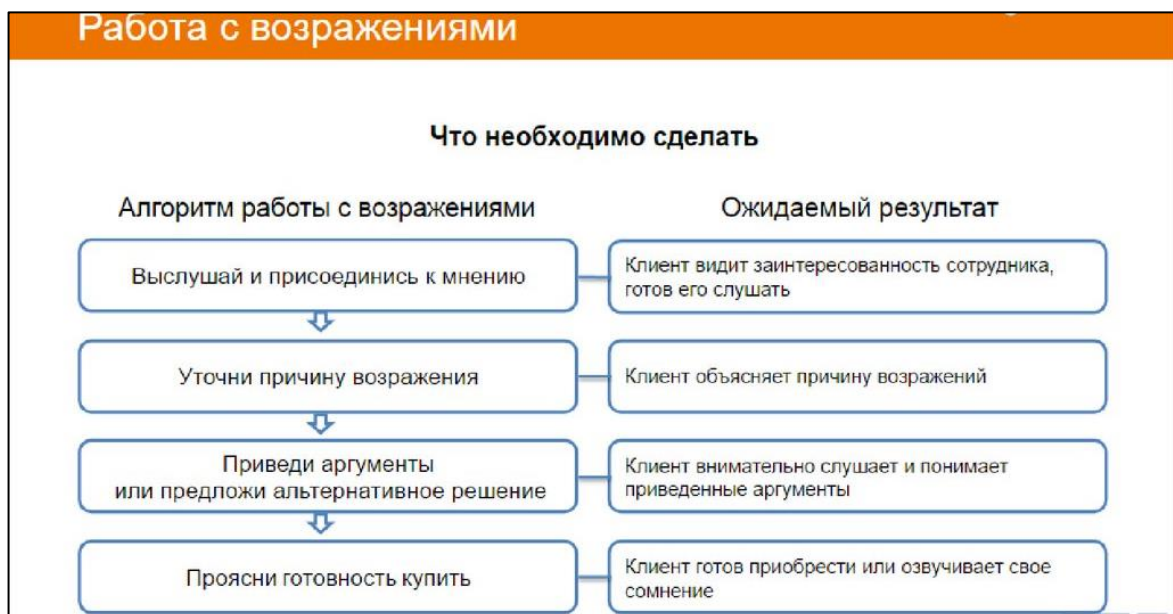 Работа с возражениями
Что необходимо сделать
Алгоритм работы с возражениями
Ожидаемый результат
Выслушай и присоединись к мнению
Клиент видит заинтересованность сотрудника,
готов его слушать
Уточни причину возражения
Клиент объясняет причину возражений
Приведи аргументы
или предложи альтернативное решение
Клиент внимательно слушает и понимает
приведенные аргументы
Проясни готовность купить
Клиент готов приобрести или озвучивает свое
сомнение